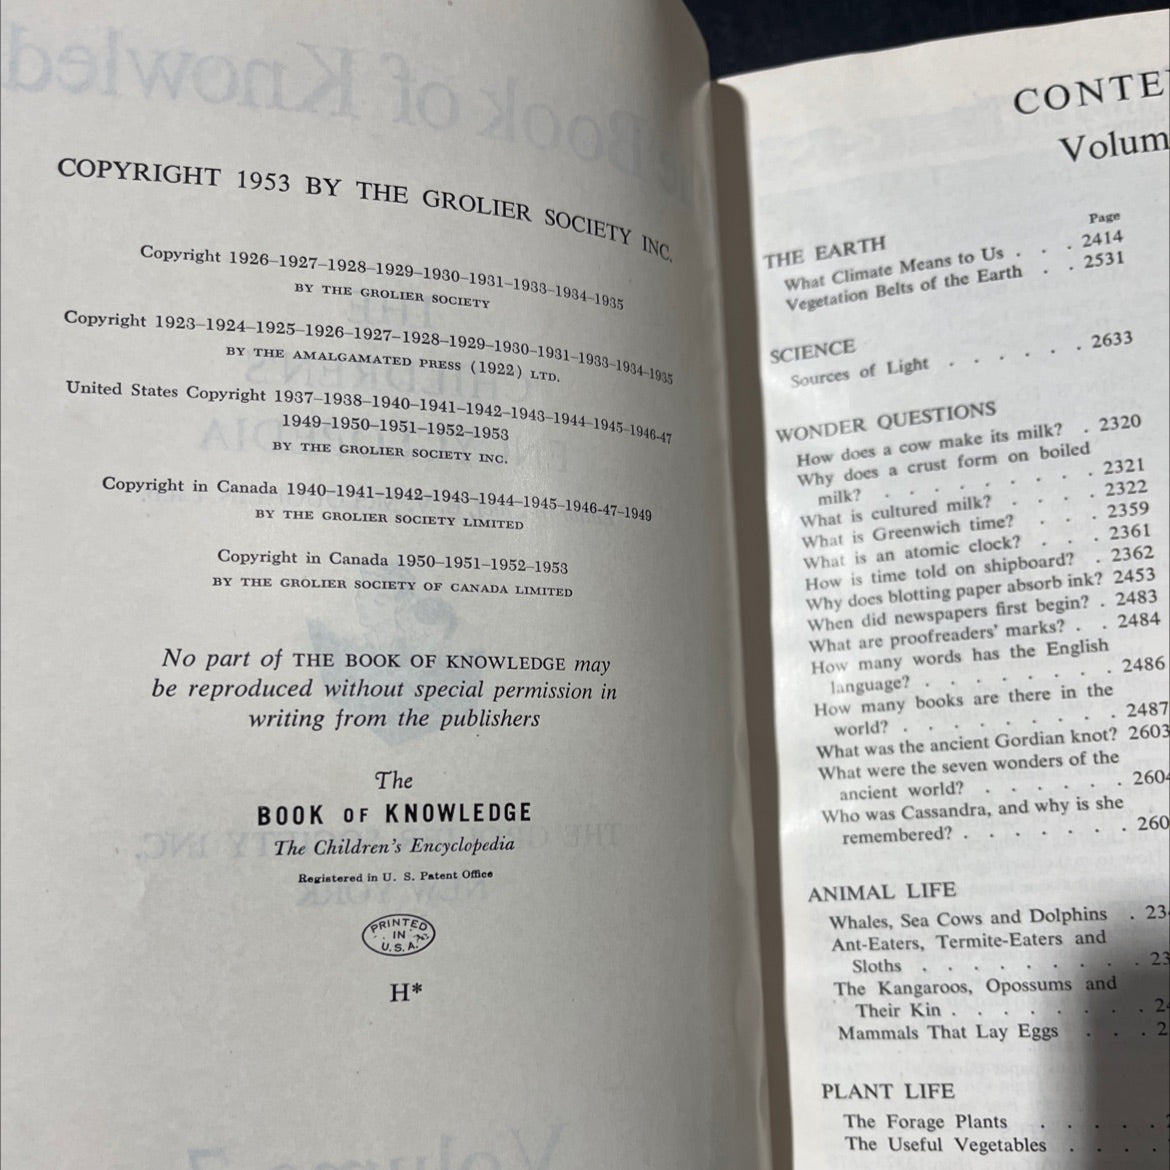 COPYRIGHT 1953 BY THE GROLIER SOCIETY INC.
Copyright 1926–1927–1928–1929–1930–1931–1933–1934–1935
BY THE GROLIER SOCIETY
Copyright 1923–1924–1925–1926–1927–1928–1929–1930–1931–1933–1934–1935
BY THE AMALGAMATED PRESS (1922) LTD.
United States Copyright 1937–1938–1940–1941–1942–1943–1944–1945–1946-47
1949–1950–1951–1952–1953
BY THE GROLIER SOCIETY INC.
Copyright in Canada 1940–1941–1942–1943–1944–1945–1946-47–1949
BY THE GROLIER SOCIETY LIMITED
Copyright in Canada 1950–1951–1952–1953
BY THE GROLIER SOCIETY OF CANADA LIMITED
No part of THE BOOK OF KNOWLEDGE may
be reproduced without special permission in
writing from the publishers
The
BOOK OF KNOWLEDGE
The Children's Encyclopedia
Registered in U. S. Patent Office
PRINTED
IN
U.S.A.
H*
CONTE
Volum
Page
THE EARTH
What Climate Means to Us . . . 2414
Vegetation Belts of the Earth . . 2531
SCIENCE
Sources of Light . . . . . . 2633
WONDER QUESTIONS
How does a cow make its milk? . 2320
Why does a crust form on boiled
milk? . . . . . . . . . 2321
What is cultured milk? . . . . 2322
What is Greenwich time? . . . 2359
What is an atomic clock? . . . 2361
How is time told on shipboard? . 2362
Why does blotting paper absorb ink? 2453
When did newspapers first begin? . 2483
What are proofreaders' marks? . . 2484
How many words has the English
language? . . . . . . . . 2486
How many books are there in the
world? . . . . . . . . . 2487
What was the ancient Gordian knot? 2603
What were the seven wonders of the
ancient world? . . . . . . 2604
Who was Cassandra, and why is she
remembered? . . . . . . . 260
ANIMAL LIFE
Whales, Sea Cows and Dolphins . 23
Ant-Eaters, Termite-Eaters and
Sloths . . . . . . . . . 23
The Kangaroos, Opossums and
Their Kin . . . . . . . . 2
Mammals That Lay Eggs . . . 2
PLANT LIFE
The Forage Plants . . . . .
The Useful Vegetables . . . .